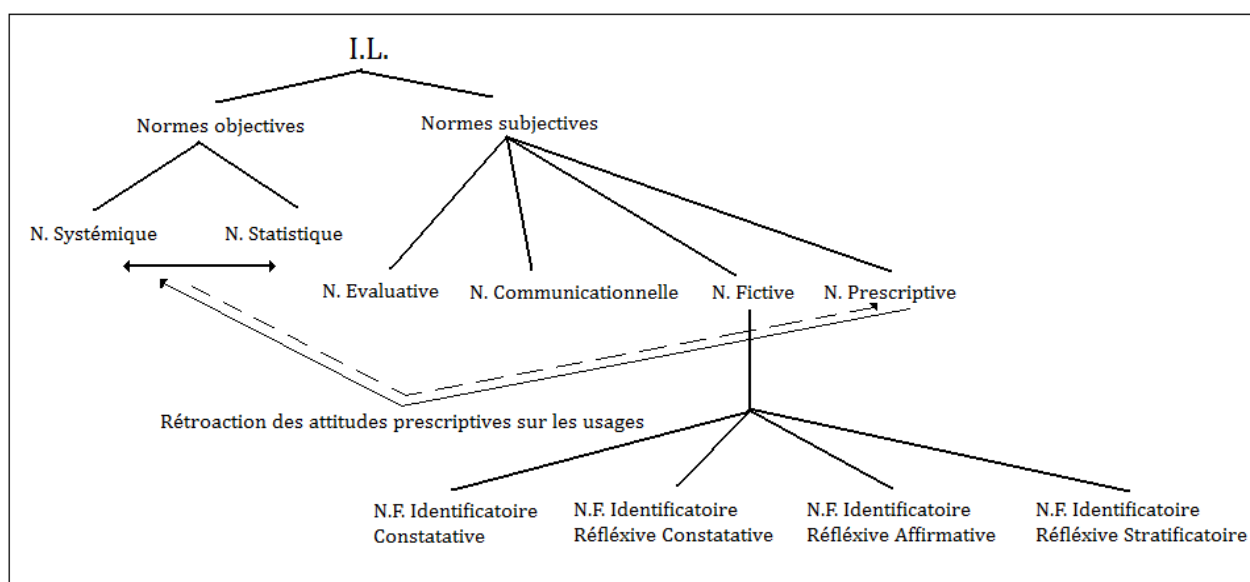 I.L.
Normes objectives
Normes subjectives
N. Systémique
N. Statistique
N. Evaluative
N. Communicationnelle
N. Fictive
N. Prescriptive
Rétroaction des attitudes prescriptives sur les usages
N.F. Identificatoire
Constatative
N.F. Identificatoire
Réfléxive Constatative
N.F. Identificatoire
Réfléxive Affirmative
N.F. Identificatoire
Réfléxive Stratificatoire